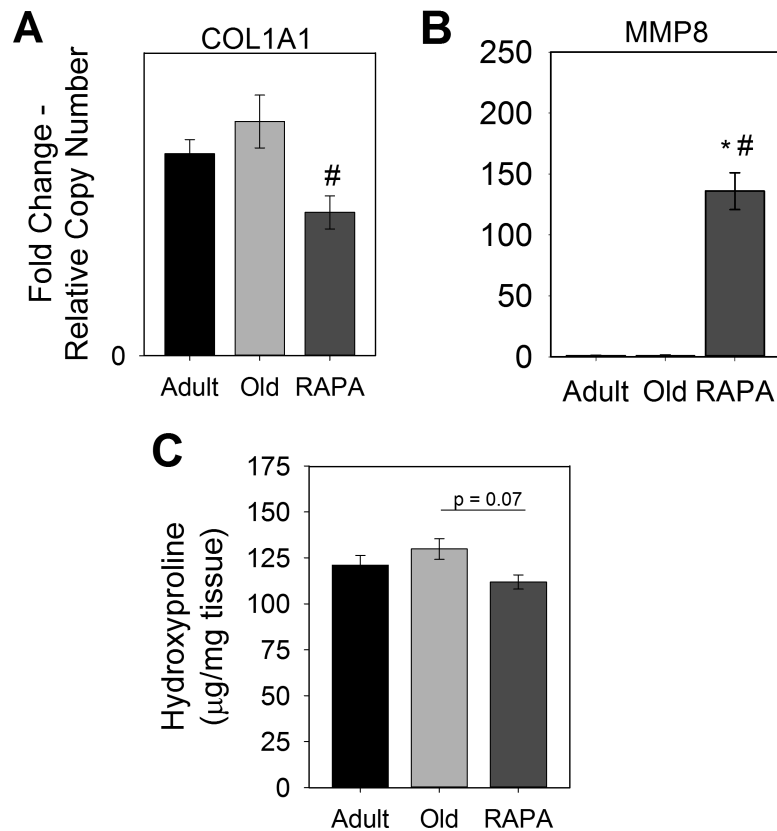 A
COL1A1
Fold Change -
Relative Copy Number
0
#
Adult Old RAPA
B
MMP8
250
200
150
100
50
0
* #
Adult Old RAPA
C
Hydroxyproline
(μg/mg tissue)
175
150
125
100
75
50
25
0
p = 0.07
Adult Old RAPA